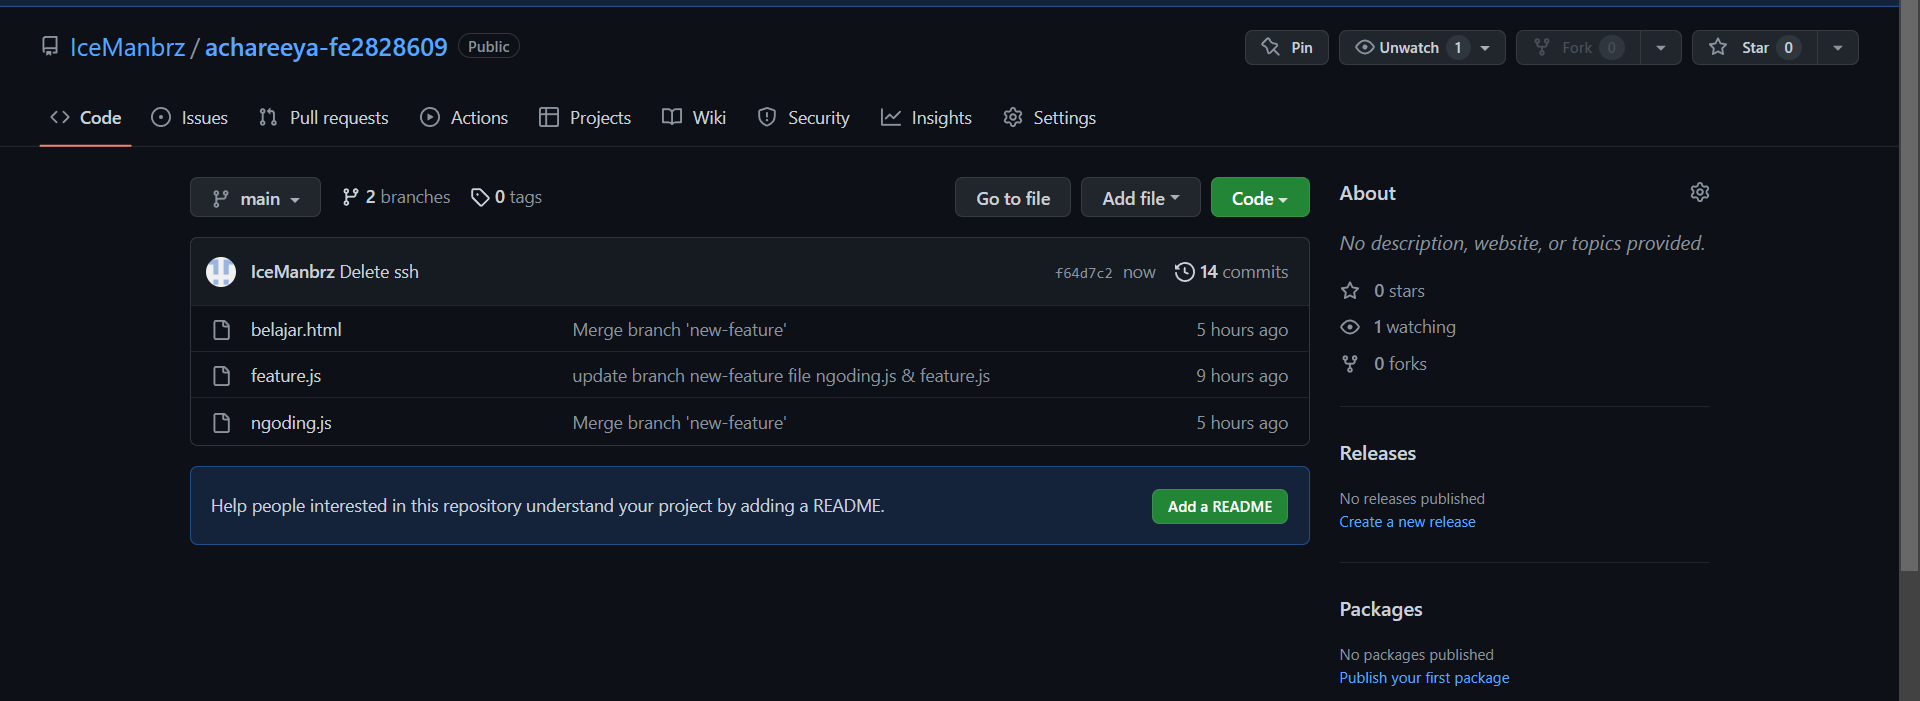 IceManbrz / achareeya-fe2828609 Public
Pin
Unwatch 1
Fork 0
Star 0
Code
Issues
Pull requests
Actions
Projects
Wiki
Security
Insights
Settings
main
2 branches
0 tags
Go to file
Add file
Code
IceManbrz Delete ssh
f64d7c2 now
14 commits
belajar.html Merge branch 'new-feature' 5 hours ago
feature.js update branch new-feature file ngoding.js & feature.js 9 hours ago
ngoding.js Merge branch 'new-feature' 5 hours ago
Help people interested in this repository understand your project by adding a README.
Add a README
About
No description, website, or topics provided.
0 stars
1 watching
0 forks
Releases
No releases published
Create a new release
Packages
No packages published
Publish your first package